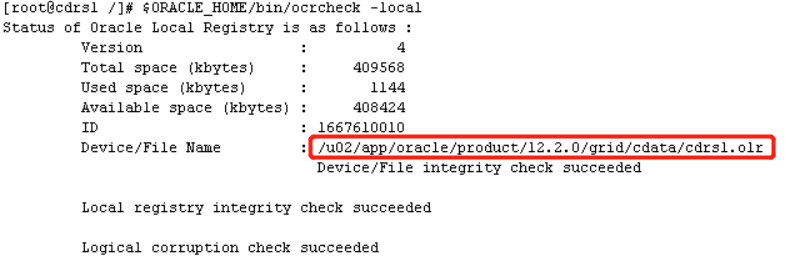 [root@cdrsl /]# $ORACLE_HOME/bin/ocrcheck -local
Status of Oracle Local Registry is as follows :
Version : 4
Total space (kbytes) : 409568
Used space (kbytes) : 1144
Available space (kbytes) : 408424
ID : 1667610010
Device/File Name : /u02/app/oracle/product/12.2.0/grid/cdata/cdrsl.olr
Device/File integrity check succeeded
Local registry integrity check succeeded
Logical corruption check succeeded